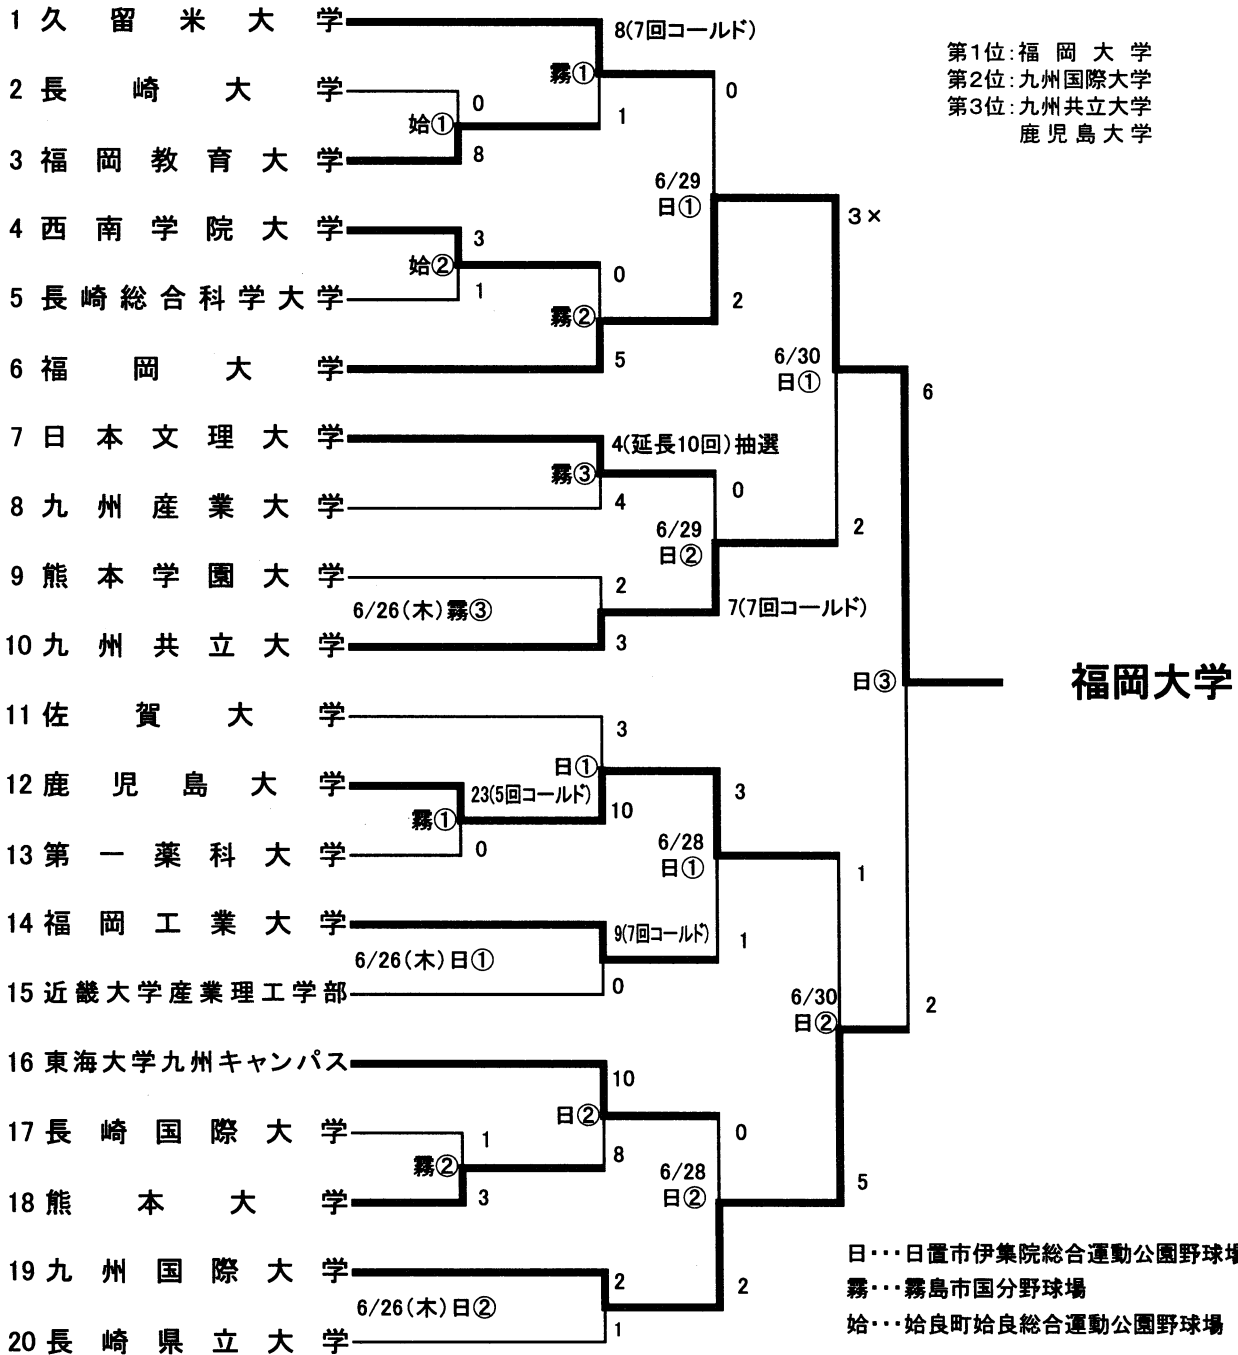 1 久留米大学
8(7回コールド)
第1位:福岡大学
第2位:九州国際大学
第3位:九州共立大学
鹿児島大学
霧①
2 長崎大学
0
0
始①
1
3 福岡教育大学
8
6/29
日①
3×
4 西南学院大学
3
始②
0
5 長崎総合科学大学
1
霧②
2
6 福岡大学
5
6/30
日①
6
7 日本文理大学
4(延長10回)抽選
霧③
8 九州産業大学
4
0
6/29
日②
2
9 熊本学園大学
2
6/26(木)霧③
7(7回コールド)
10 九州共立大学
3
日③
福岡大学
11 佐賀大学
3
日①
12 鹿児島大学
23(5回コールド)
10
3
霧①
13 第一薬科大学
0
6/28
日①
1
14 福岡工業大学
9(7回コールド)
1
6/26(木)日①
15 近畿大学産業理工学部
0
6/30
日②
2
16 東海大学九州キャンパス
10
日②
17 長崎国際大学
1
0
霧②
8
6/28
日②
5
18 熊本大学
3
19 九州国際大学
2
2
6/26(木)日②
20 長崎県立大学
1
日・・・日置市伊集院総合運動公園野球場
霧・・・霧島市国分野球場
始・・・始良町始良総合運動公園野球場